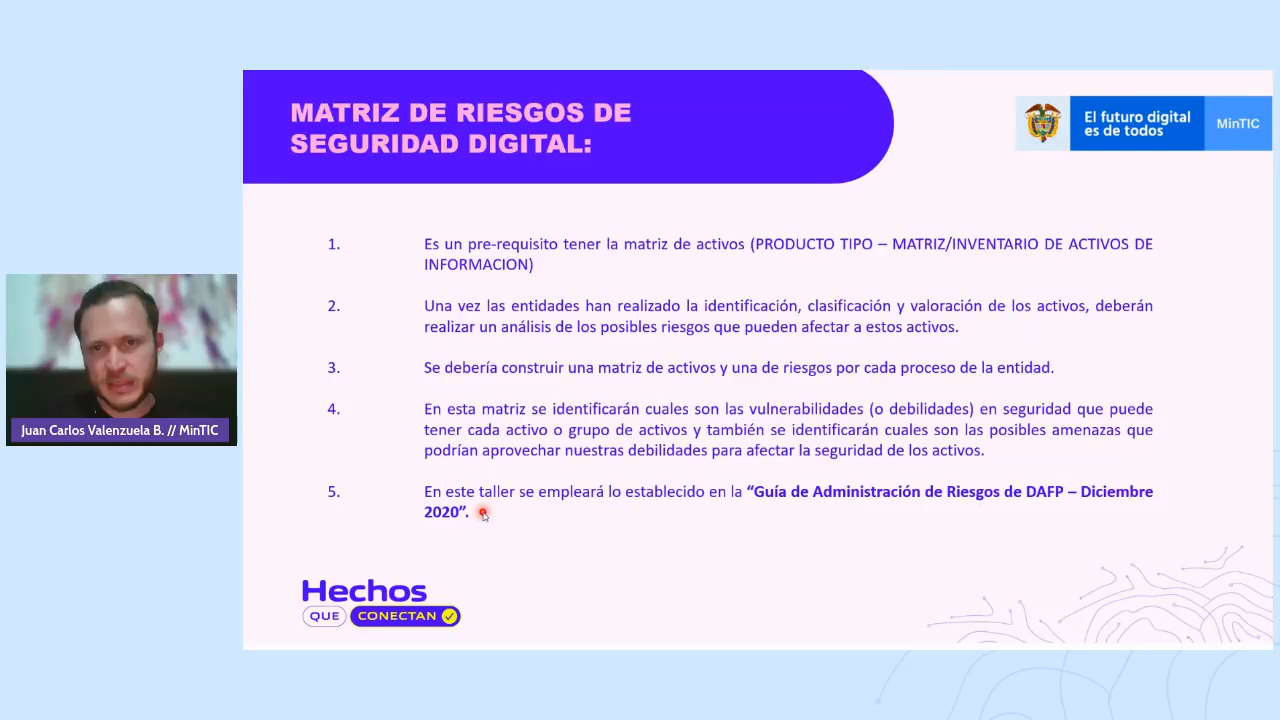 MATRIZ DE RIESGOS DE
SEGURIDAD DIGITAL:
El futuro digital
es de todos
MinTIC
1. Es un pre-requisito tener la matriz de activos (PRODUCTO TIPO – MATRIZ/INVENTARIO DE ACTIVOS DE
INFORMACION)
2. Una vez las entidades han realizado la identificación, clasificación y valoración de los activos, deberán
realizar un análisis de los posibles riesgos que pueden afectar a estos activos.
3. Se debería construir una matriz de activos y una de riesgos por cada proceso de la entidad.
4. En esta matriz se identificarán cuales son las vulnerabilidades (o debilidades) en seguridad que puede
tener cada activo o grupo de activos y también se identificarán cuales son las posibles amenazas que
podrían aprovechar nuestras debilidades para afectar la seguridad de los activos.
5. En este taller se empleará lo establecido en la “Guía de Administración de Riesgos de DAFP – Diciembre
2020”.
Juan Carlos Valenzuela B. // MinTIC
Hechos
QUE CONECTAN